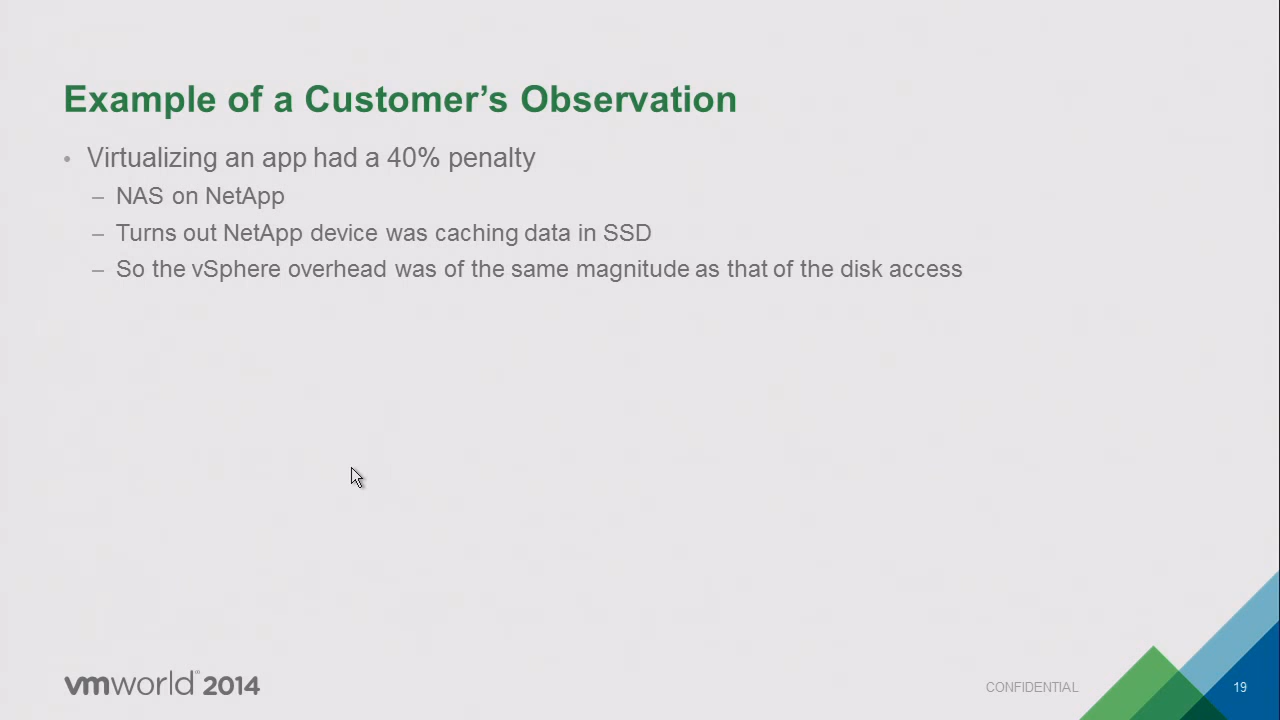 Example of a Customer’s Observation
• Virtualizing an app had a 40% penalty
– NAS on NetApp
– Turns out NetApp device was caching data in SSD
– So the vSphere overhead was of the same magnitude as that of the disk access
vmworld™ 2014
CONFIDENTIAL
19